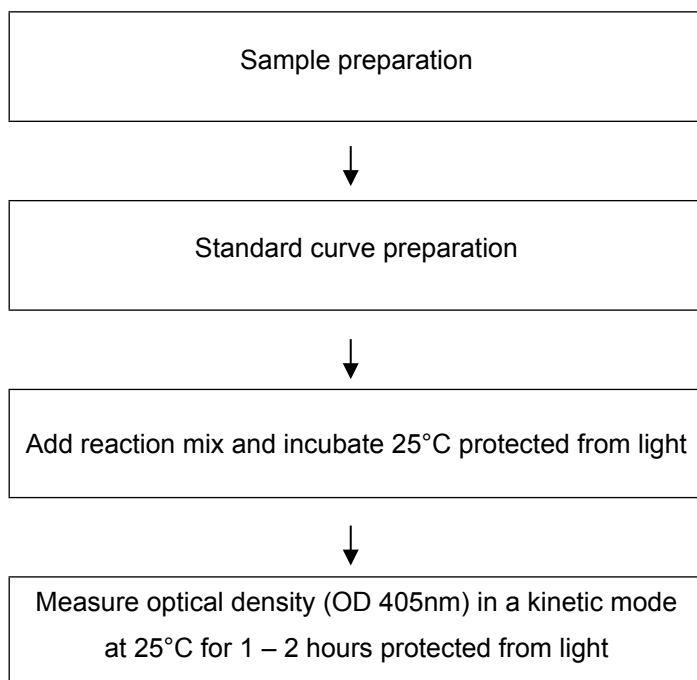 Sample preparation
Standard curve preparation
Add reaction mix and incubate 25°C protected from light
Measure optical density (OD 405nm) in a kinetic mode
at 25°C for 1 – 2 hours protected from light